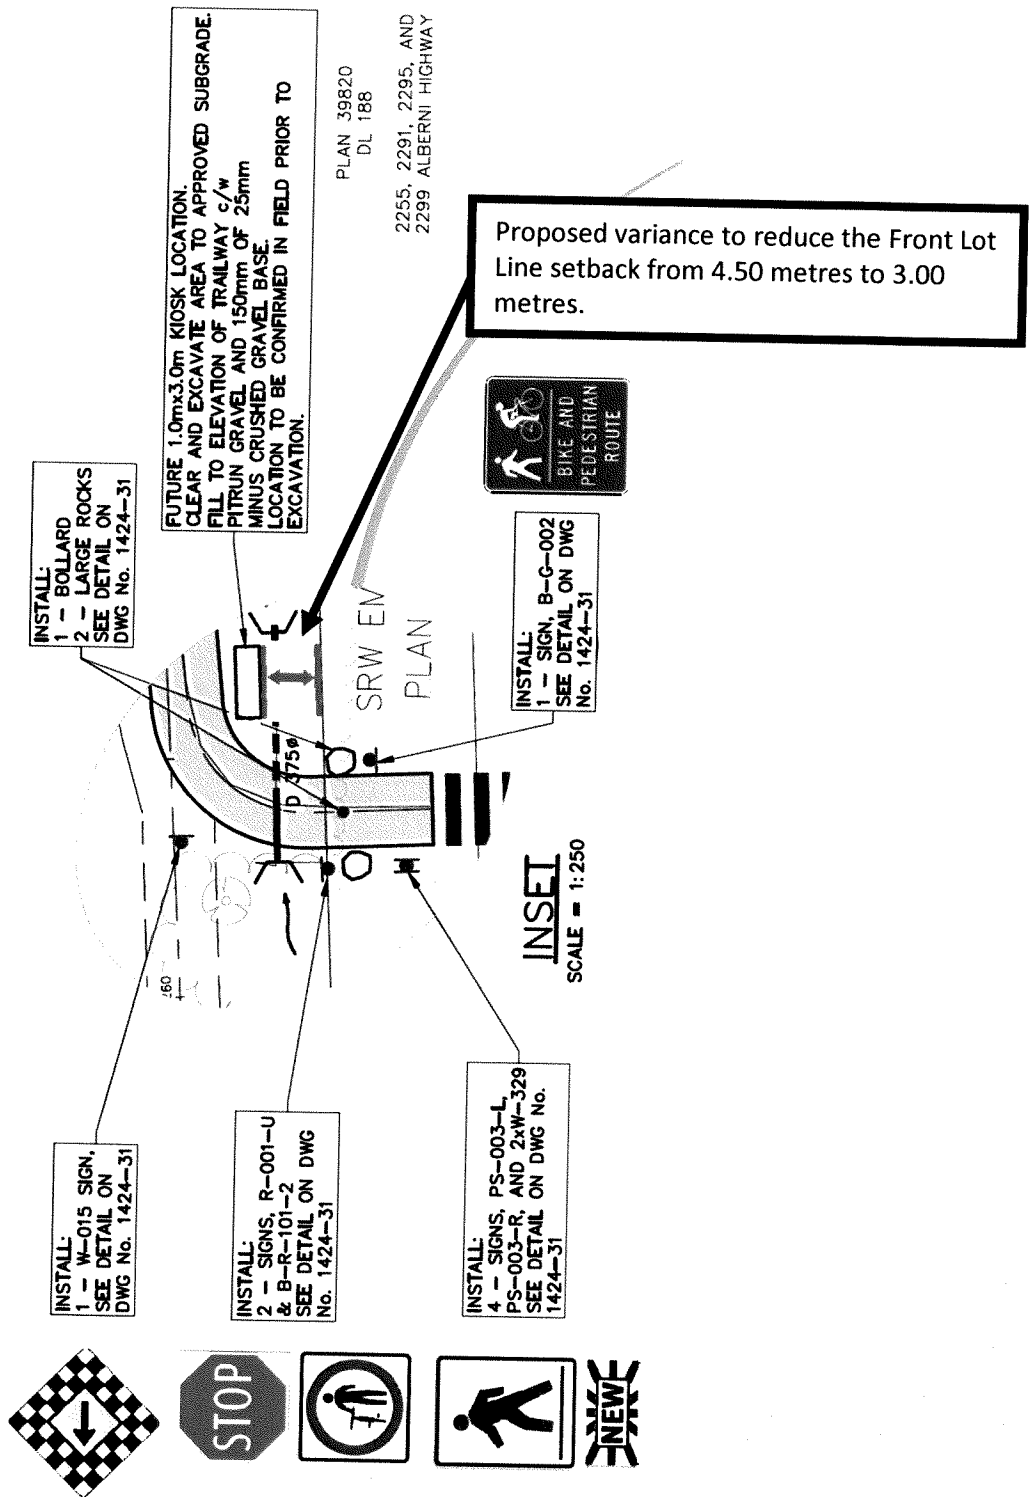 FUTURE 1.0mx3.0m KIOSK LOCATION.
CLEAR AND EXCAVATE AREA TO APPROVED SUBGRADE.
FILL TO ELEVATION OF TRAILWAY c/w
PITRUN GRAVEL AND 150mm OF 25mm
MINUS CRUSHED GRAVEL BASE.
LOCATION TO BE CONFIRMED IN FIELD PRIOR TO
EXCAVATION.
PLAN 39820
DL 188
2255, 2291, 2295, AND
2299 ALBERNI HIGHWAY
Proposed variance to reduce the Front Lot
Line setback from 4.50 metres to 3.00
metres.
INSTALL:
1 - BOLLARD
2 - LARGE ROCKS
SEE DETAIL ON
DWG No. 1424-31
BIKE AND
PEDESTRIAN
ROUTE
INSTALL:
1 - SIGN, B-G-002
SEE DETAIL ON DWG
No. 1424-31
SRW EM
PLAN
D 375ø
INSET
SCALE = 1:250
INSTALL:
1 - W-015 SIGN,
SEE DETAIL ON
DWG No. 1424-31
INSTALL:
2 - SIGNS, R-001-U
& B-R-101-2
SEE DETAIL ON DWG
No. 1424-31
INSTALL:
4 - SIGNS, PS-003-L,
PS-003-R, AND 2xW-329
SEE DETAIL ON DWG No.
1424-31
STOP
NEW